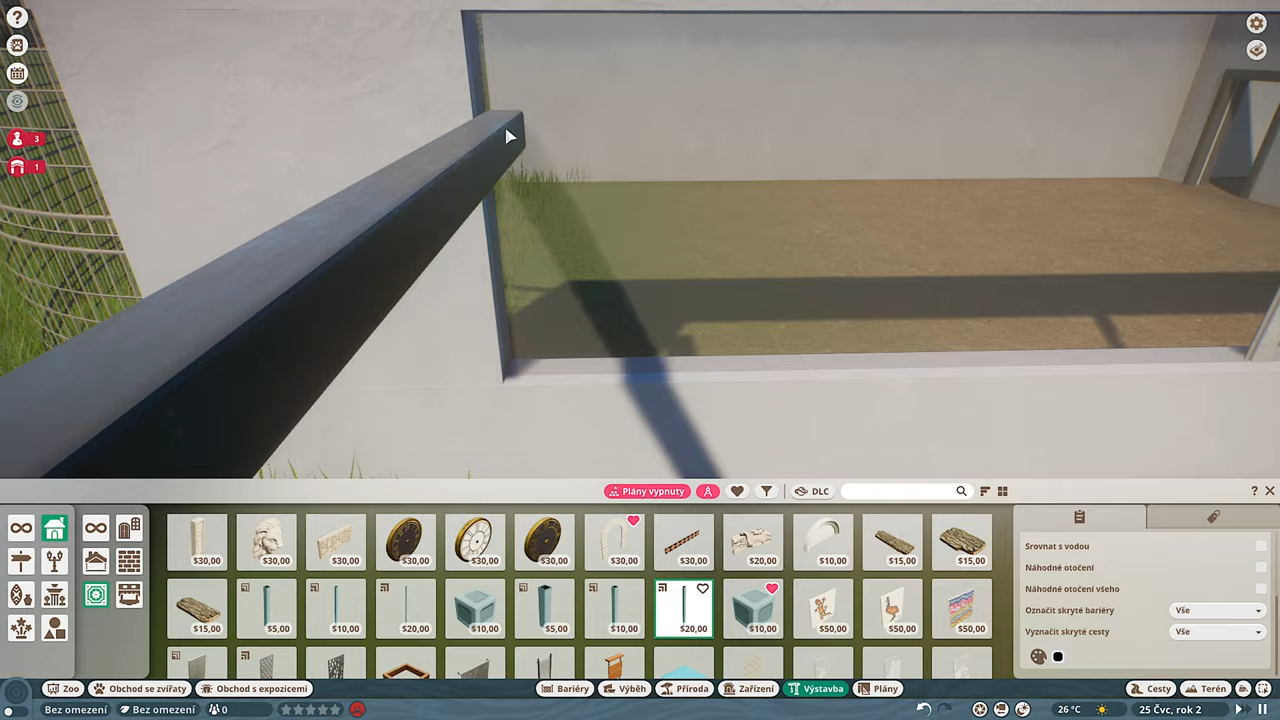 ?
3
1
Plány vypnuty
DLC
? ×
$30,00 $30,00 $30,00 $30,00 $30,00 $30,00 $30,00 $30,00 $20,00 $10,00 $15,00 $15,00
$15,00 $5,00 $10,00 $20,00 $10,00 $5,00 $10,00 $20,00 $10,00 $50,00 $50,00 $50,00
Srovnat s vodou
Náhodné otočení
Náhodné otočení všeho
Označit skryté bariéry Vše
Vyznačit skryté cesty Vše
Zoo Obchod se zvířaty Obchod s expozicemi Bariéry Výběh Příroda Zařízení Výstavba Plány Cesty Terén
Bez omezení Bez omezení 0 26 °C 25 Čvc, rok 2